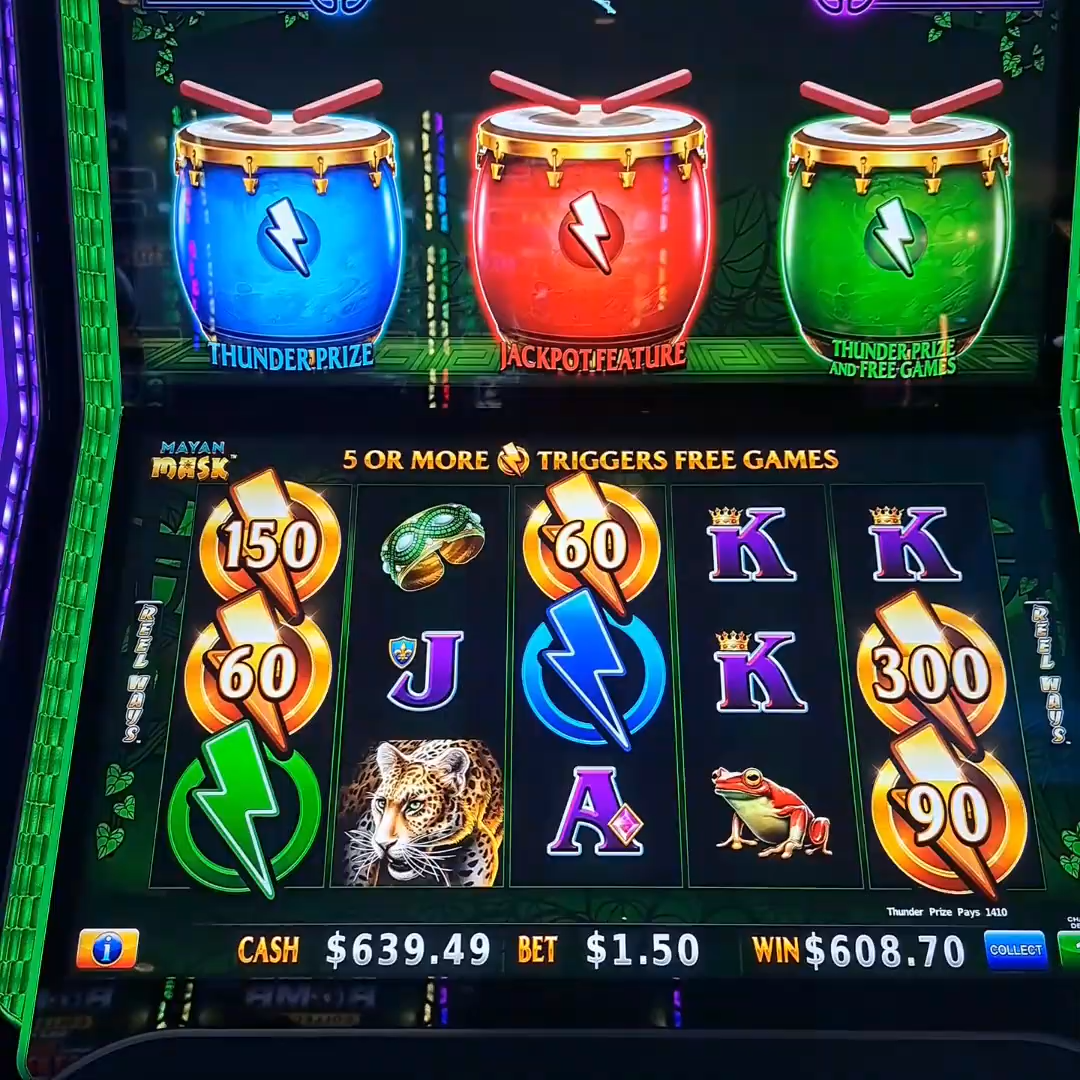 THUNDER PRIZE
JACKPOT FEATURE
THUNDER PRIZE
AND FREE GAMES
MAYAN
MASK™
5 OR MORE TRIGGERS FREE GAMES
150
60
K
K
REEL WAYS
60
J
K
300
REEL WAYS
A
90
Thunder Prize Pays 1410
i
CASH $639.49 BET $1.50 WIN $608.70 COLLECT